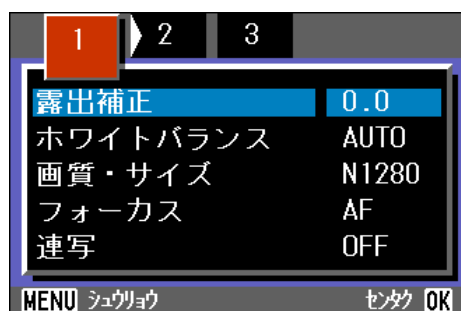 1 2 3
露出補正 0.0
ホワイトバランス AUTO
画質・サイズ N1280
フォーカス AF
連写 OFF
MENU シュウリョウ センタク OK